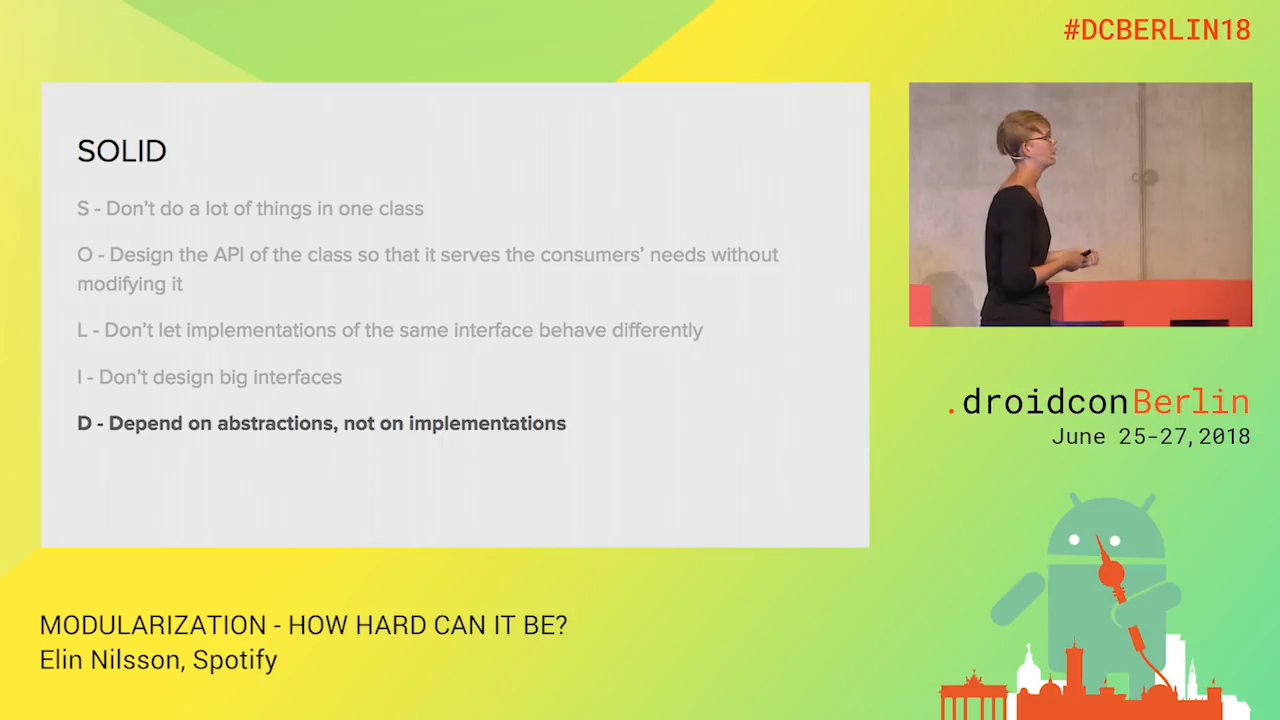 #DCBERLIN18
SOLID
S - Don’t do a lot of things in one class
O - Design the API of the class so that it serves the consumers’ needs without
modifying it
L - Don’t let implementations of the same interface behave differently
I - Don’t design big interfaces
D - Depend on abstractions, not on implementations
.droidconBerlin
June 25-27,2018
MODULARIZATION - HOW HARD CAN IT BE?
Elin Nilsson, Spotify